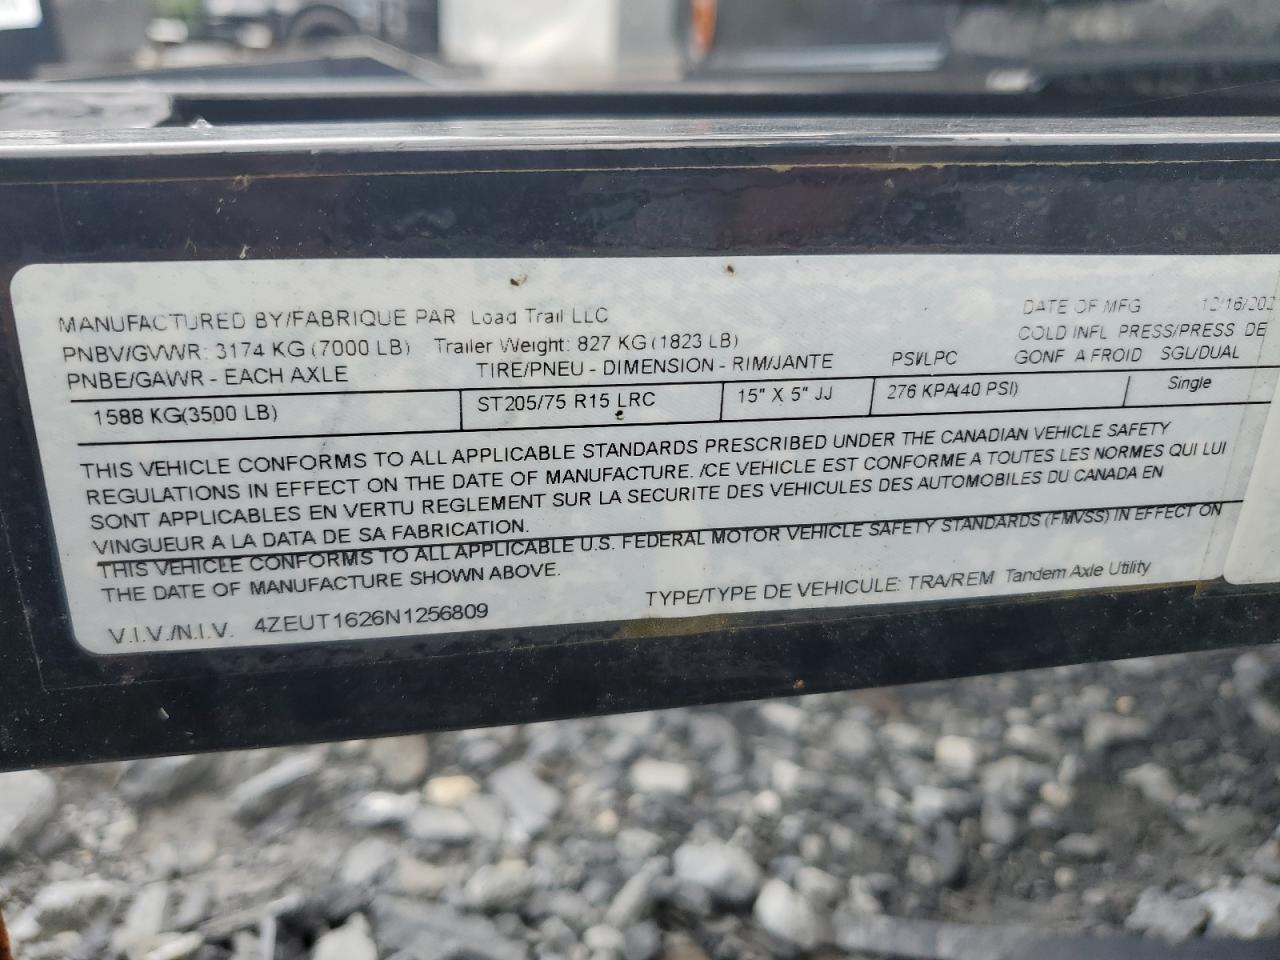 MANUFACTURED BY/FABRIQUE PAR Load Trail LLC
DATE OF MFG 12/16/202
PNBV/GVWR: 3174 KG (7000 LB) Trailer Weight: 827 KG (1823 LB)
COLD INFL PRESS/PRESS DE
PNBE/GAWR - EACH AXLE TIRE/PNEU - DIMENSION - RIM/JANTE PSI/LPC GONF A FROID SGL/DUAL
1588 KG(3500 LB) ST205/75 R15 LRC 15" X 5" JJ 276 KPA(40 PSI) Single
THIS VEHICLE CONFORMS TO ALL APPLICABLE STANDARDS PRESCRIBED UNDER THE CANADIAN VEHICLE SAFETY
REGULATIONS IN EFFECT ON THE DATE OF MANUFACTURE. /CE VEHICLE EST CONFORME A TOUTES LES NORMES QUI LUI
SONT APPLICABLES EN VERTU REGLEMENT SUR LA SECURITE DES VEHICULES DES AUTOMOBILES DU CANADA EN
VINGUEUR A LA DATA DE SA FABRICATION.
THIS VEHICLE CONFORMS TO ALL APPLICABLE U.S. FEDERAL MOTOR VEHICLE SAFETY STANDARDS (FMVSS) IN EFFECT ON
THE DATE OF MANUFACTURE SHOWN ABOVE.
V.I.V./N.I.V. 4ZEUT1626N1256809 TYPE/TYPE DE VEHICULE: TRA/REM Tandem Axle Utility